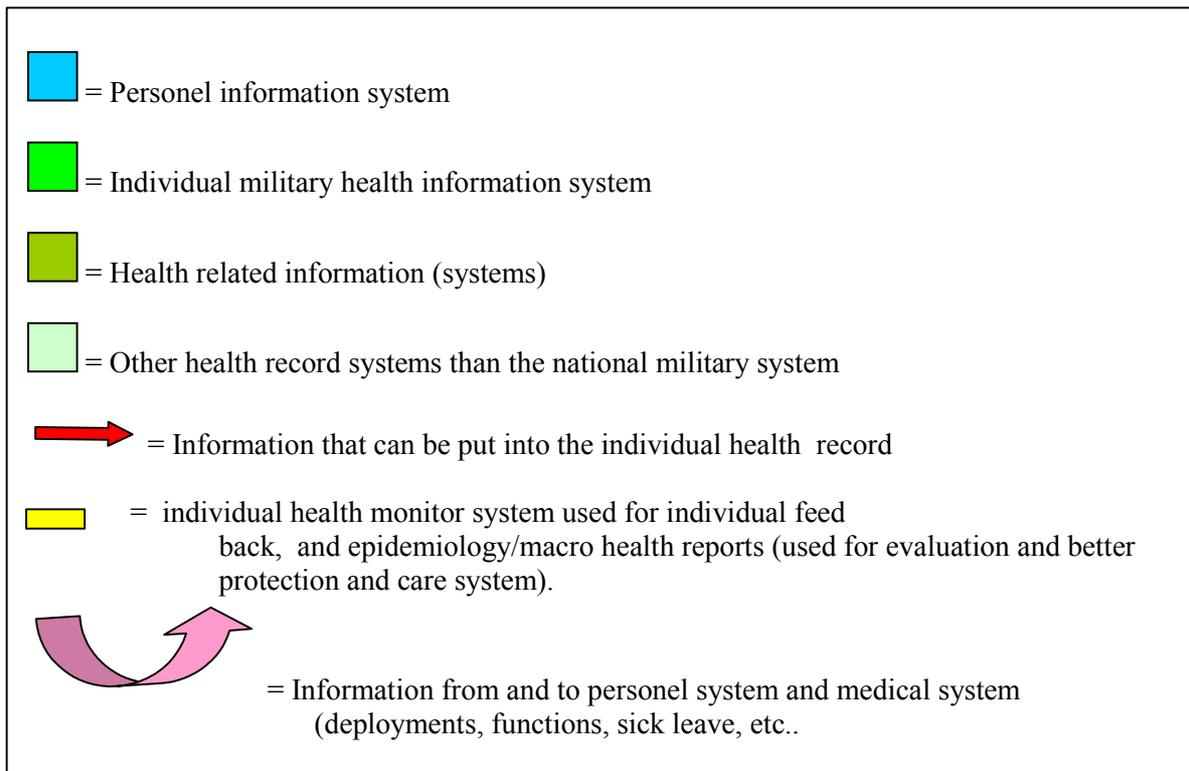 = Personel information system
= Individual military health information system
= Health related information (systems)
= Other health record systems than the national military system
= Information that can be put into the individual health record
= individual health monitor system used for individual feed
back, and epidemiology/macro health reports (used for evaluation and better
protection and care system).
= Information from and to personel system and medical system
(deployments, functions, sick leave, etc..